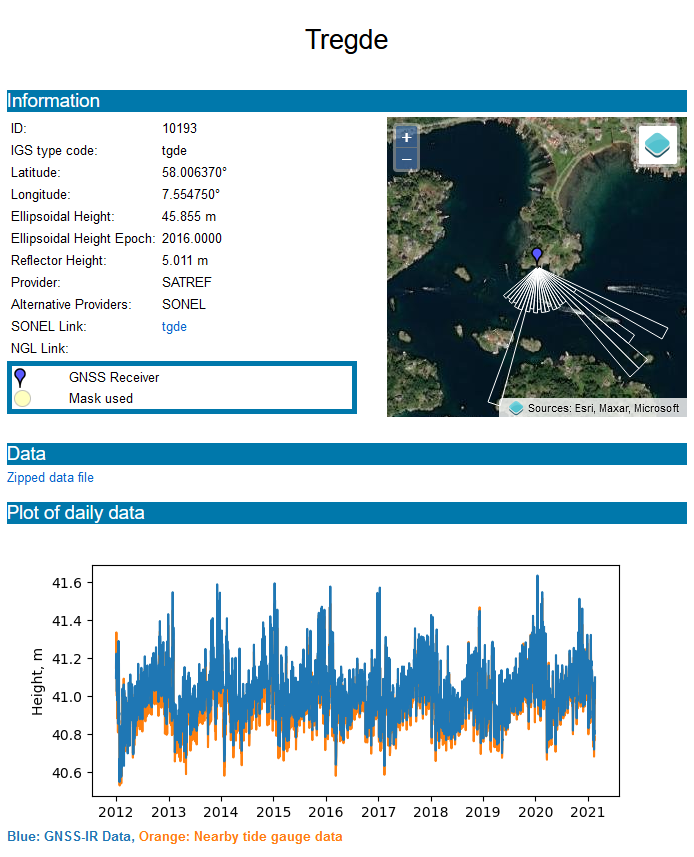 Tregde
Information
ID: 10193
IGS type code: tgde
Latitude: 58.006370°
Longitude: 7.554750°
Ellipsoidal Height: 45.855 m
Ellipsoidal Height Epoch: 2016.0000
Reflector Height: 5.011 m
Provider: SATREF
Alternative Providers: SONEL
SONEL Link: tgde
NGL Link:
GNSS Receiver
Mask used
+
−
Sources: Esri, Maxar, Microsoft
Data
Zipped data file
Plot of daily data
Height, m
41.6
41.4
41.2
41.0
40.8
40.6
2012 2013 2014 2015 2016 2017 2018 2019 2020 2021
Blue: GNSS-IR Data, Orange: Nearby tide gauge data